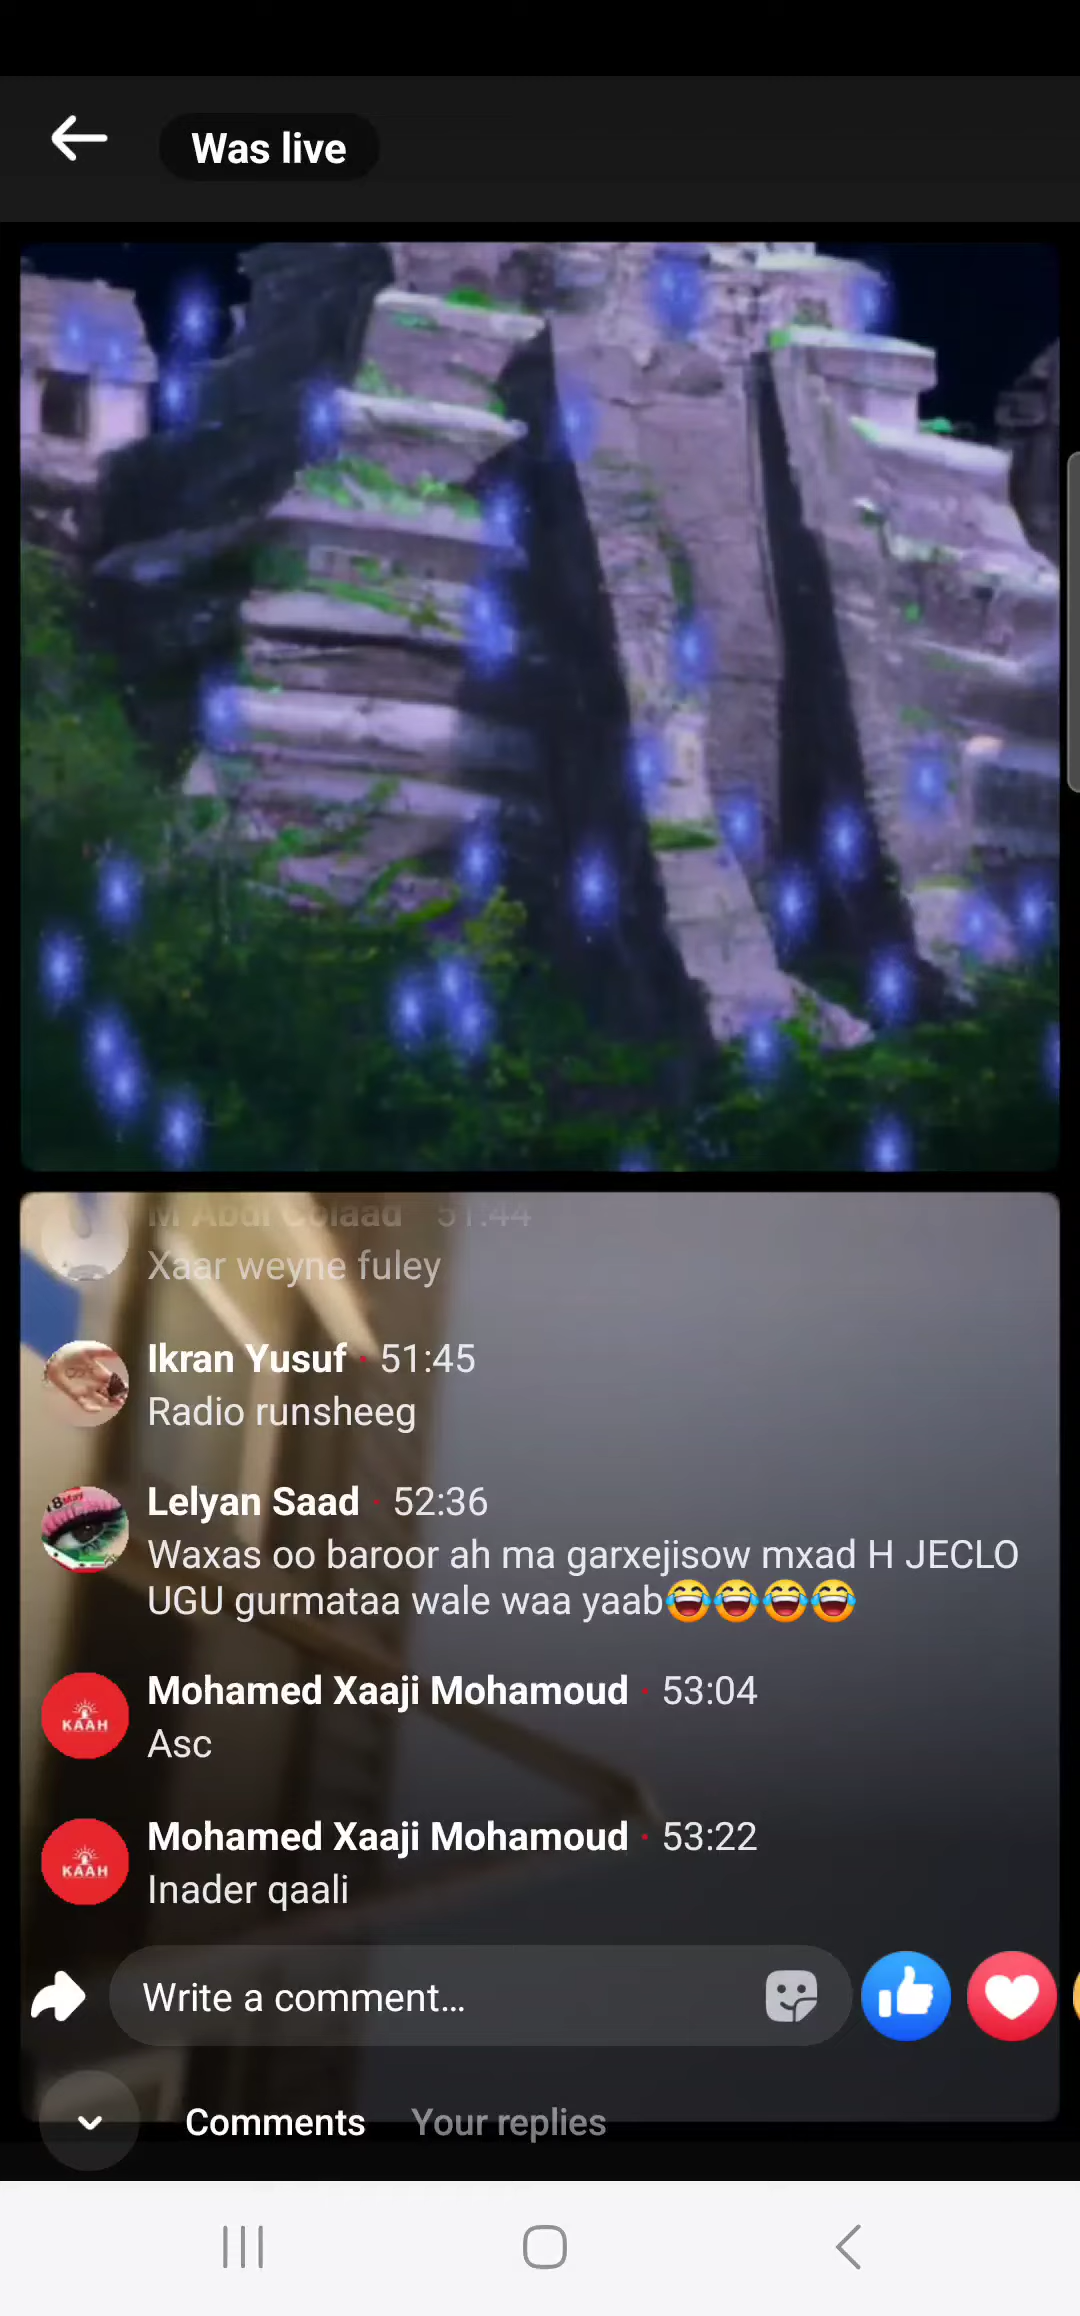 Was live
M Abdi Colaad 51:44
Xaar weyne fuley
Ikran Yusuf · 51:45
Radio runsheeg
Lelyan Saad · 52:36
Waxas oo baroor ah ma garxejisow mxad H JECLO
UGU gurmataa wale waa yaab😂😂😂😂
Mohamed Xaaji Mohamoud · 53:04
KAAH
Asc
Mohamed Xaaji Mohamoud · 53:22
KAAH
Inader qaali
Write a comment...
Comments Your replies